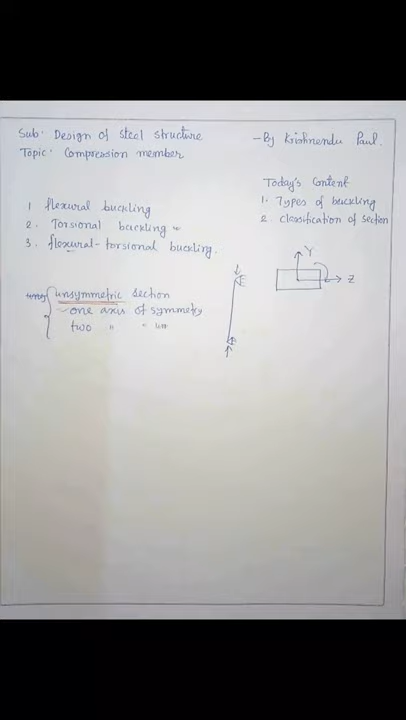 Sub: Design of Steel structure
- By Krishnendu Paul.
Topic: Compression member
Today's Content
1. Types of buckling
2. Classification of section
1 flexural buckling
2. Torsional buckling
3. flexural-torsional buckling.
unsymmetric section
one axis of symmetry
two " "
Y
Z